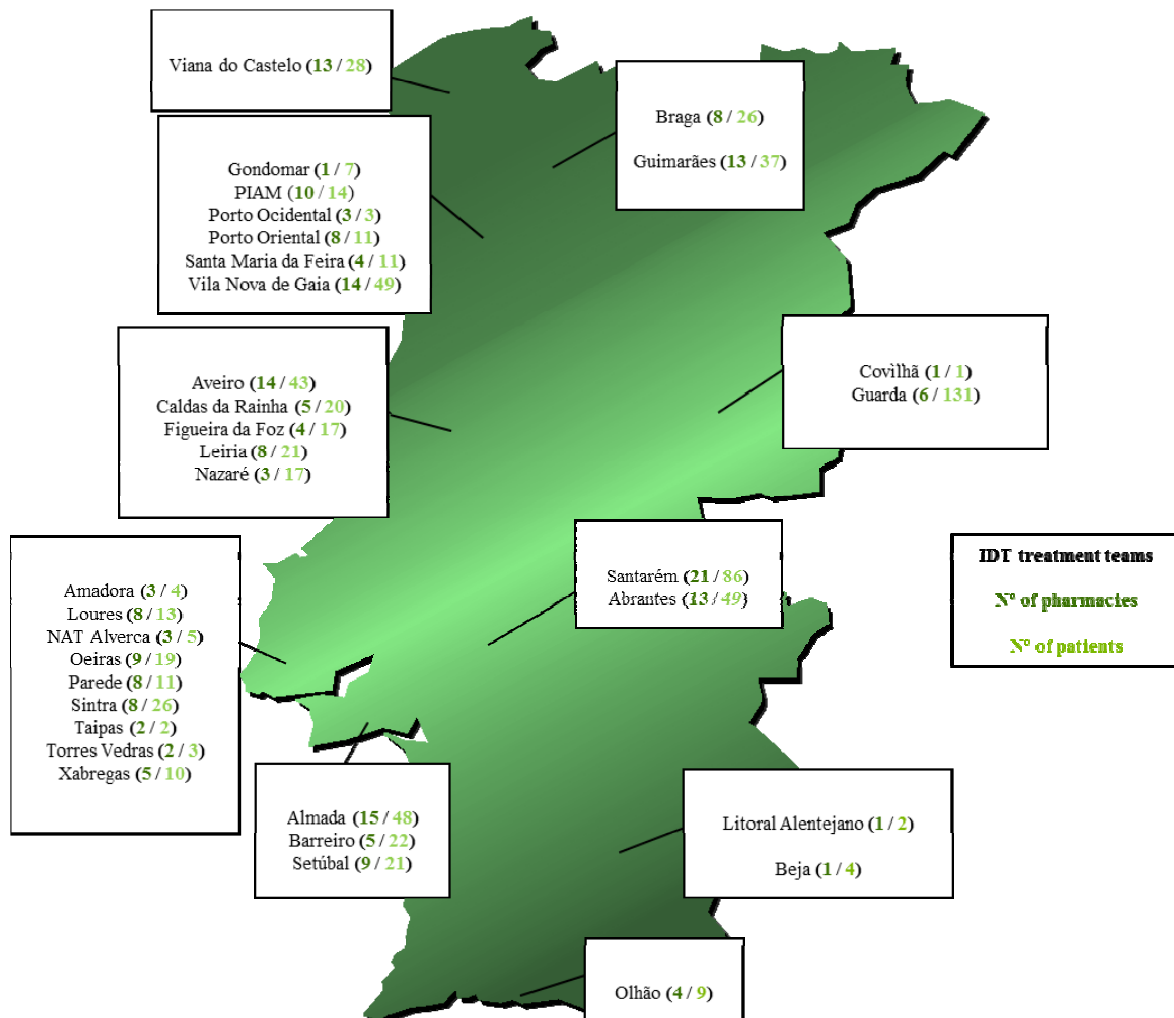 Viana do Castelo (13 / 28)
Braga (8 / 26)
Guimarães (13 / 37)
Gondomar (1 / 7)
PIAM (10 / 14)
Porto Ocidental (3 / 3)
Porto Oriental (8 / 11)
Santa Maria da Feira (4 / 11)
Vila Nova de Gaia (14 / 49)
Aveiro (14 / 43)
Caldas da Rainha (5 / 20)
Figueira da Foz (4 / 17)
Leiria (8 / 21)
Nazaré (3 / 17)
Covilhã (1 / 1)
Guarda (6 / 131)
Santarém (21 / 86)
Abrantes (13 / 49)
IDT treatment teams
Nº of pharmacies
Nº of patients
Amadora (3 / 4)
Loures (8 / 13)
NAT Alverca (3 / 5)
Oeiras (9 / 19)
Parede (8 / 11)
Sintra (8 / 26)
Taipas (2 / 2)
Torres Vedras (2 / 3)
Xabregas (5 / 10)
Almada (15 / 48)
Barreiro (5 / 22)
Setúbal (9 / 21)
Litoral Alentejano (1 / 2)
Beja (1 / 4)
Olhão (4 / 9)